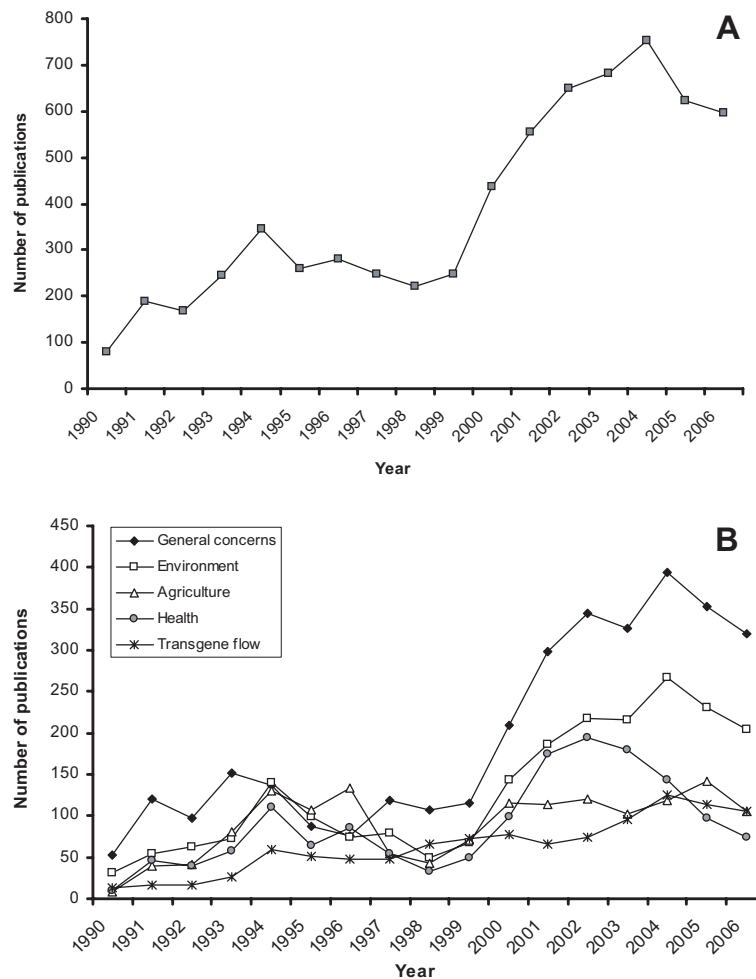 A
800
700
600
500
400
300
200
100
0
Number of publications
1990 1991 1992 1993 1994 1995 1996 1997 1998 1999 2000 2001 2002 2003 2004 2005 2006
Year
B
450
400
350
300
250
200
150
100
50
0
Number of publications
General concerns
Environment
Agriculture
Health
Transgene flow
1990 1991 1992 1993 1994 1995 1996 1997 1998 1999 2000 2001 2002 2003 2004 2005 2006
Year